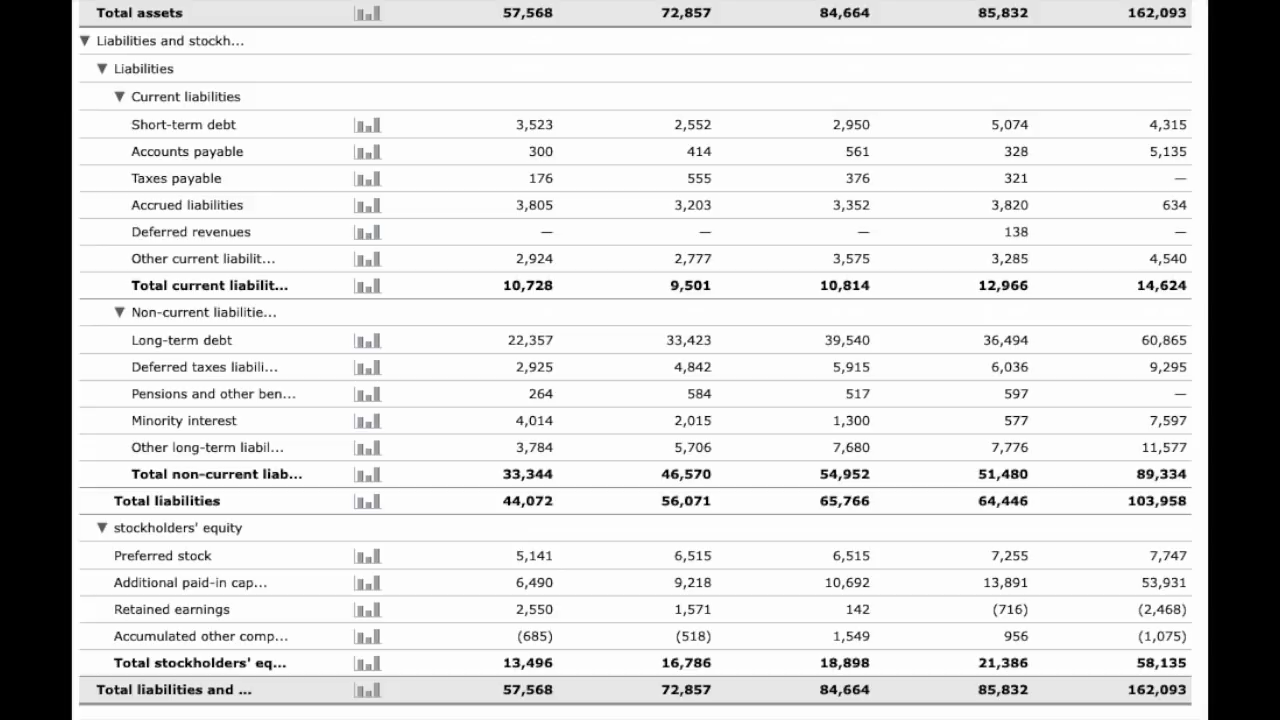 Total assets 57,568 72,857 84,664 85,832 162,093
▼ Liabilities and stockh...
▼ Liabilities
▼ Current liabilities
Short-term debt 3,523 2,552 2,950 5,074 4,315
Accounts payable 300 414 561 328 5,135
Taxes payable 176 555 376 321 —
Accrued liabilities 3,805 3,203 3,352 3,820 634
Deferred revenues — — — 138 —
Other current liabilit... 2,924 2,777 3,575 3,285 4,540
Total current liabilit... 10,728 9,501 10,814 12,966 14,624
▼ Non-current liabilitie...
Long-term debt 22,357 33,423 39,540 36,494 60,865
Deferred taxes liabili... 2,925 4,842 5,915 6,036 9,295
Pensions and other ben... 264 584 517 597 —
Minority interest 4,014 2,015 1,300 577 7,597
Other long-term liabil... 3,784 5,706 7,680 7,776 11,577
Total non-current liab... 33,344 46,570 54,952 51,480 89,334
Total liabilities 44,072 56,071 65,766 64,446 103,958
▼ stockholders' equity
Preferred stock 5,141 6,515 6,515 7,255 7,747
Additional paid-in cap... 6,490 9,218 10,692 13,891 53,931
Retained earnings 2,550 1,571 142 (716) (2,468)
Accumulated other comp... (685) (518) 1,549 956 (1,075)
Total stockholders' eq... 13,496 16,786 18,898 21,386 58,135
Total liabilities and ... 57,568 72,857 84,664 85,832 162,093